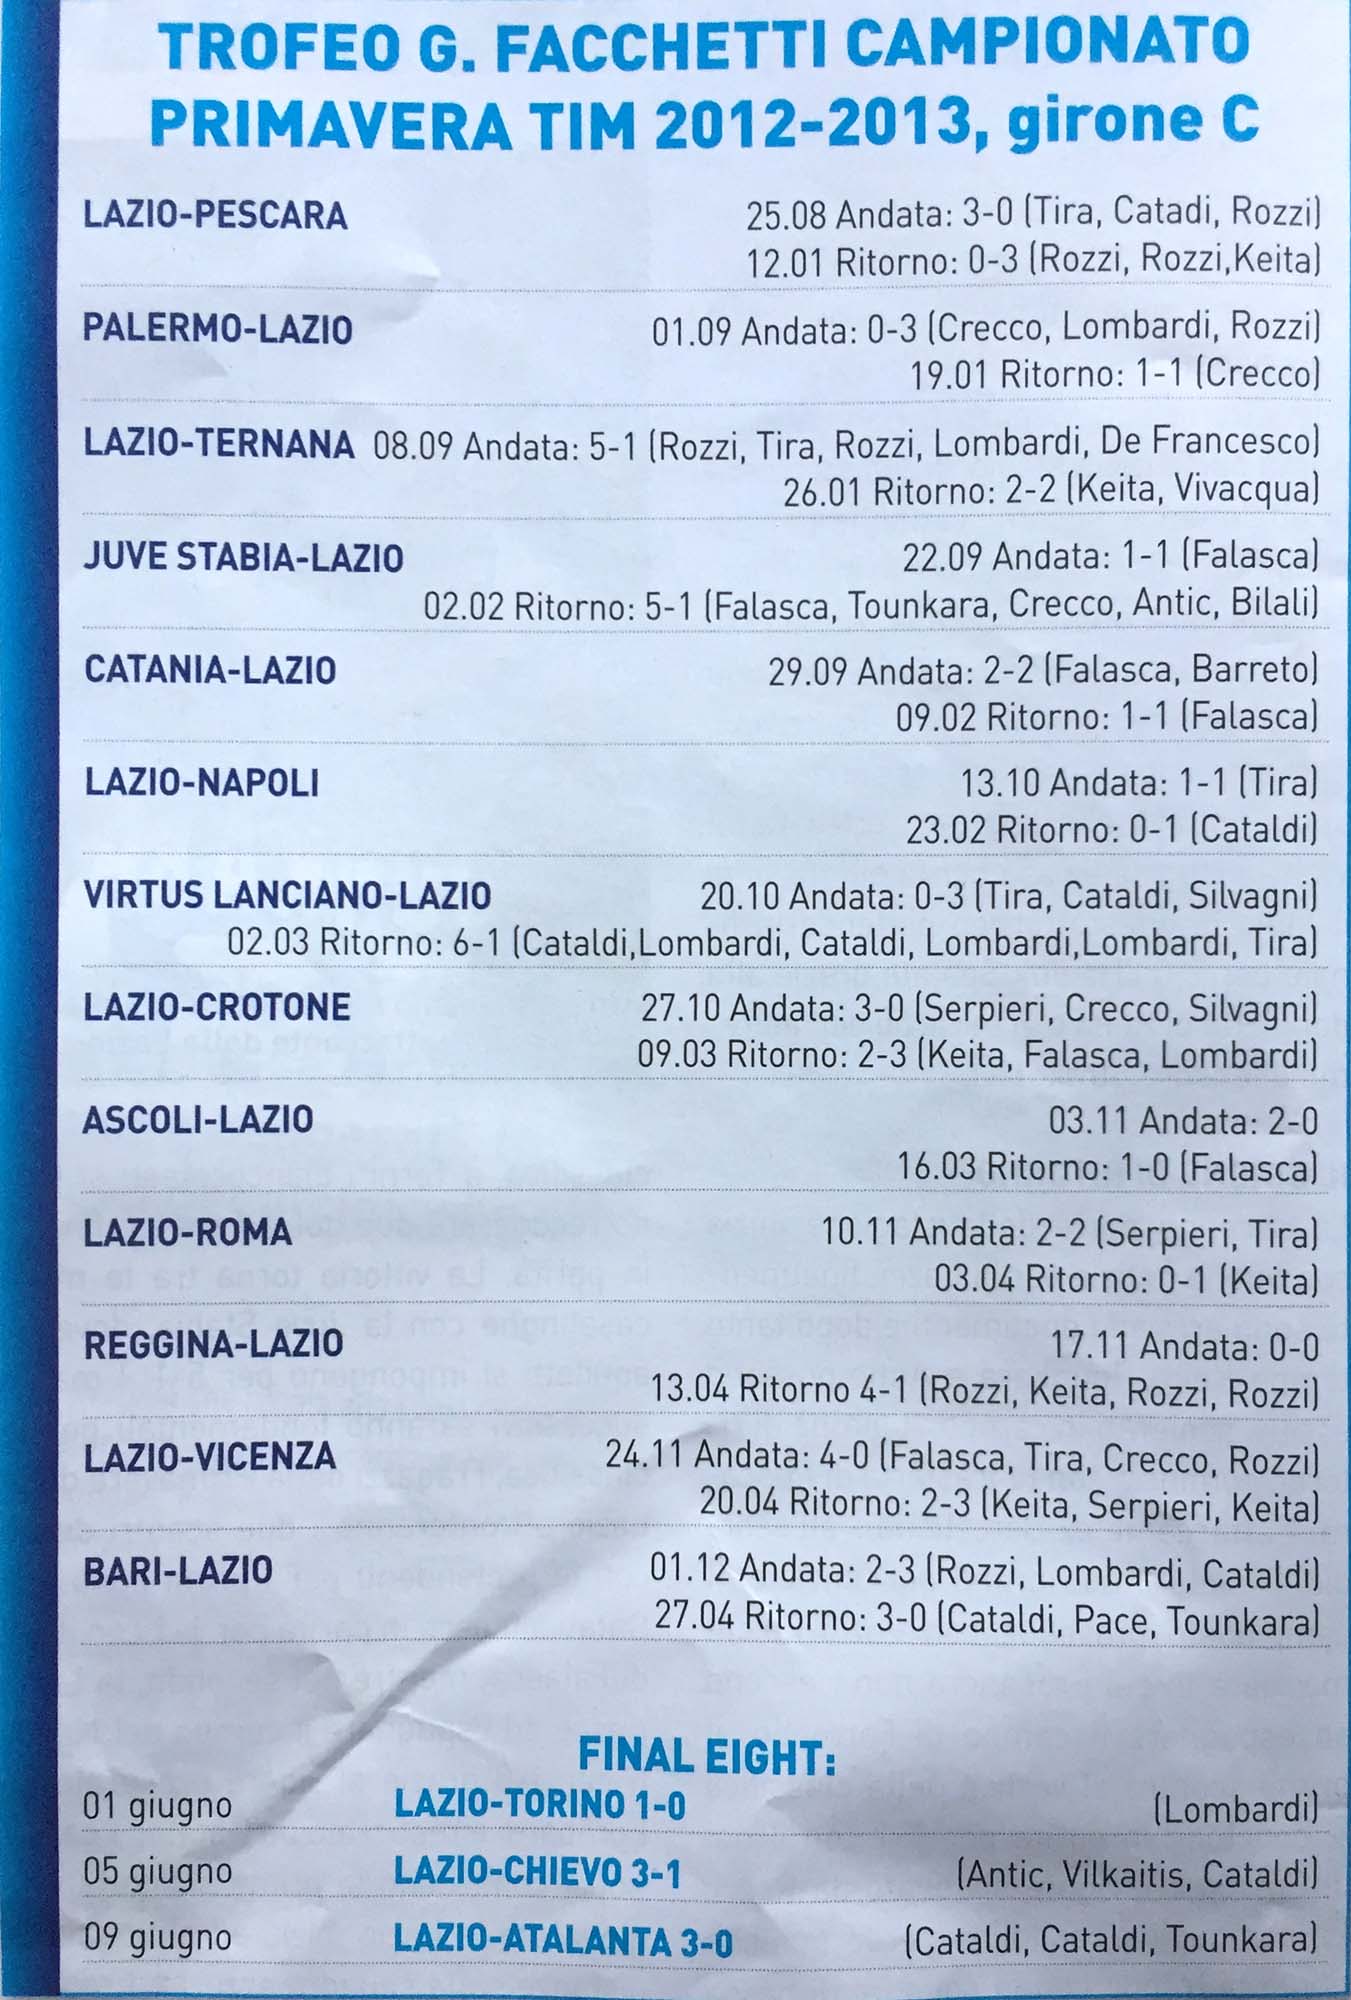 TROFEO G. FACCHETTI CAMPIONATO
PRIMAVERA TIM 2012-2013, girone C
LAZIO-PESCARA 25.08 Andata: 3-0 (Tira, Catadi, Rozzi)
12.01 Ritorno: 0-3 (Rozzi, Rozzi,Keita)
PALERMO-LAZIO 01.09 Andata: 0-3 (Crecco, Lombardi, Rozzi)
19.01 Ritorno: 1-1 (Crecco)
LAZIO-TERNANA 08.09 Andata: 5-1 (Rozzi, Tira, Rozzi, Lombardi, De Francesco)
26.01 Ritorno: 2-2 (Keita, Vivacqua)
JUVE STABIA-LAZIO 22.09 Andata: 1-1 (Falasca)
02.02 Ritorno: 5-1 (Falasca, Tounkara, Crecco, Antic, Bilali)
CATANIA-LAZIO 29.09 Andata: 2-2 (Falasca, Barreto)
09.02 Ritorno: 1-1 (Falasca)
LAZIO-NAPOLI 13.10 Andata: 1-1 (Tira)
23.02 Ritorno: 0-1 (Cataldi)
VIRTUS LANCIANO-LAZIO 20.10 Andata: 0-3 (Tira, Cataldi, Silvagni)
02.03 Ritorno: 6-1 (Cataldi,Lombardi, Cataldi, Lombardi,Lombardi, Tira)
LAZIO-CROTONE 27.10 Andata: 3-0 (Serpieri, Crecco, Silvagni)
09.03 Ritorno: 2-3 (Keita, Falasca, Lombardi)
ASCOLI-LAZIO 03.11 Andata: 2-0
16.03 Ritorno: 1-0 (Falasca)
LAZIO-ROMA 10.11 Andata: 2-2 (Serpieri, Tira)
03.04 Ritorno: 0-1 (Keita)
REGGINA-LAZIO 17.11 Andata: 0-0
13.04 Ritorno 4-1 (Rozzi, Keita, Rozzi, Rozzi)
LAZIO-VICENZA 24.11 Andata: 4-0 (Falasca, Tira, Crecco, Rozzi)
20.04 Ritorno: 2-3 (Keita, Serpieri, Keita)
BARI-LAZIO 01.12 Andata: 2-3 (Rozzi, Lombardi, Cataldi)
27.04 Ritorno: 3-0 (Cataldi, Pace, Tounkara)
FINAL EIGHT:
01 giugno LAZIO-TORINO 1-0 (Lombardi)
05 giugno LAZIO-CHIEVO 3-1 (Antic, Vilkaitis, Cataldi)
09 giugno LAZIO-ATALANTA 3-0 (Cataldi, Cataldi, Tounkara)